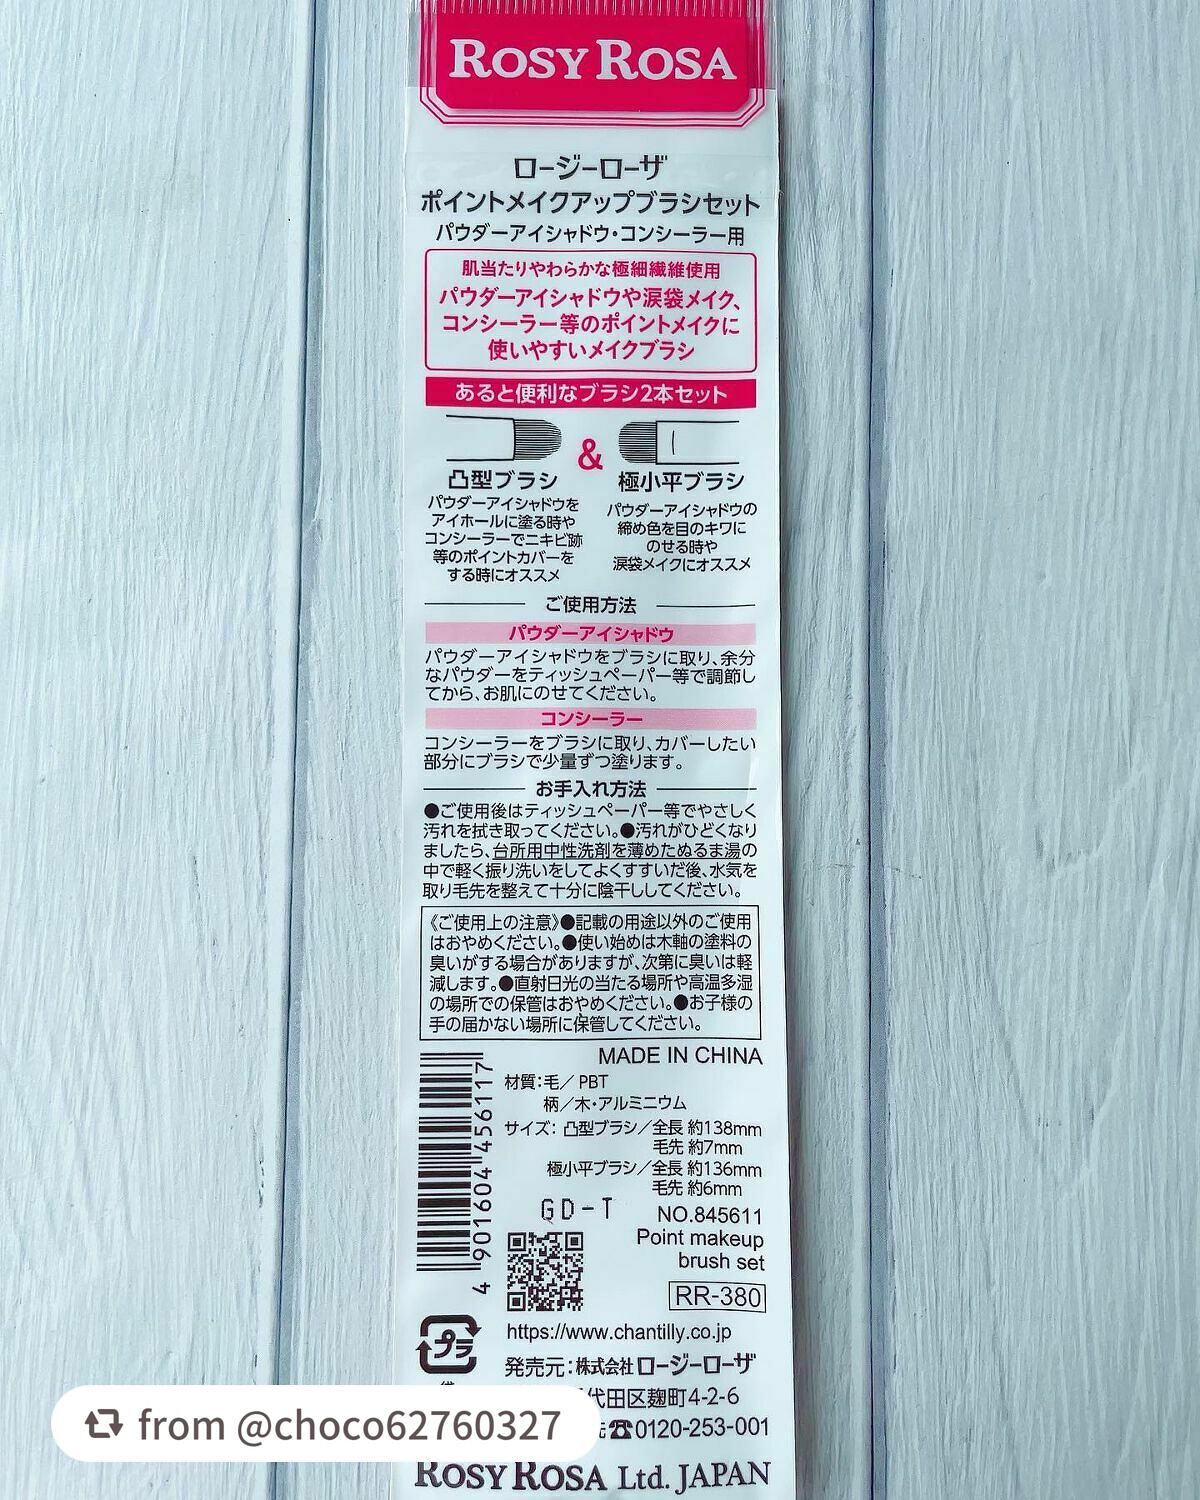 ROSY ROSA
ロージーローザ
ポイントメイクアップブラシセット
パウダーアイシャドウ・コンシーラー用
肌当たりやわらかな極細繊維使用
パウダーアイシャドウや涙袋メイク、
コンシーラー等のポイントメイクに
使いやすいメイクブラシ
あると便利なブラシ2本セット
&
凸型ブラシ
パウダーアイシャドウを
アイホールに塗る時や
コンシーラーでニキビ跡
等のポイントカバーを
する時にオススメ
極小平ブラシ
パウダーアイシャドウの
締め色を目のキワに
のせる時や
涙袋メイクにオススメ
ご使用方法
パウダーアイシャドウ
パウダーアイシャドウをブラシに取り、余分
なパウダーをティッシュペーパー等で調節し
てから、お肌にのせてください。
コンシーラー
コンシーラーをブラシに取り、カバーしたい
部分にブラシで少量ずつ塗ります。
お手入れ方法
●ご使用後はティッシュペーパー等でやさしく
汚れを拭き取ってください。●汚れがひどくなり
ましたら、台所用中性洗剤を薄めたぬるま湯の
中で軽く振り洗いをしてよくすすいだ後、水気を
取り毛先を整えて十分に陰干ししてください。
《ご使用上の注意》●記載の用途以外のご使用
はおやめください。●使い始めは木軸の塗料の
臭いがする場合がありますが、次第に臭いは軽
減します。●直射日光の当たる場所や高温多湿
の場所での保管はおやめください。●お子様の
手の届かない場所に保管してください。
MADE IN CHINA
材質:毛/PBT
柄/木・アルミニウム
サイズ:凸型ブラシ/全長 約138mm
毛先 約7mm
極小平ブラシ/全長 約136mm
毛先 約6mm
4 901604 456117
GD-T
NO.845611
Point makeup
brush set
RR-380
プラ
https://www.chantilly.co.jp
発売元:株式会社ロージーローザ
代田区麹町4-2-6
☎0120-253-001
from @choco62760327
ROSY ROSA Ltd. JAPAN